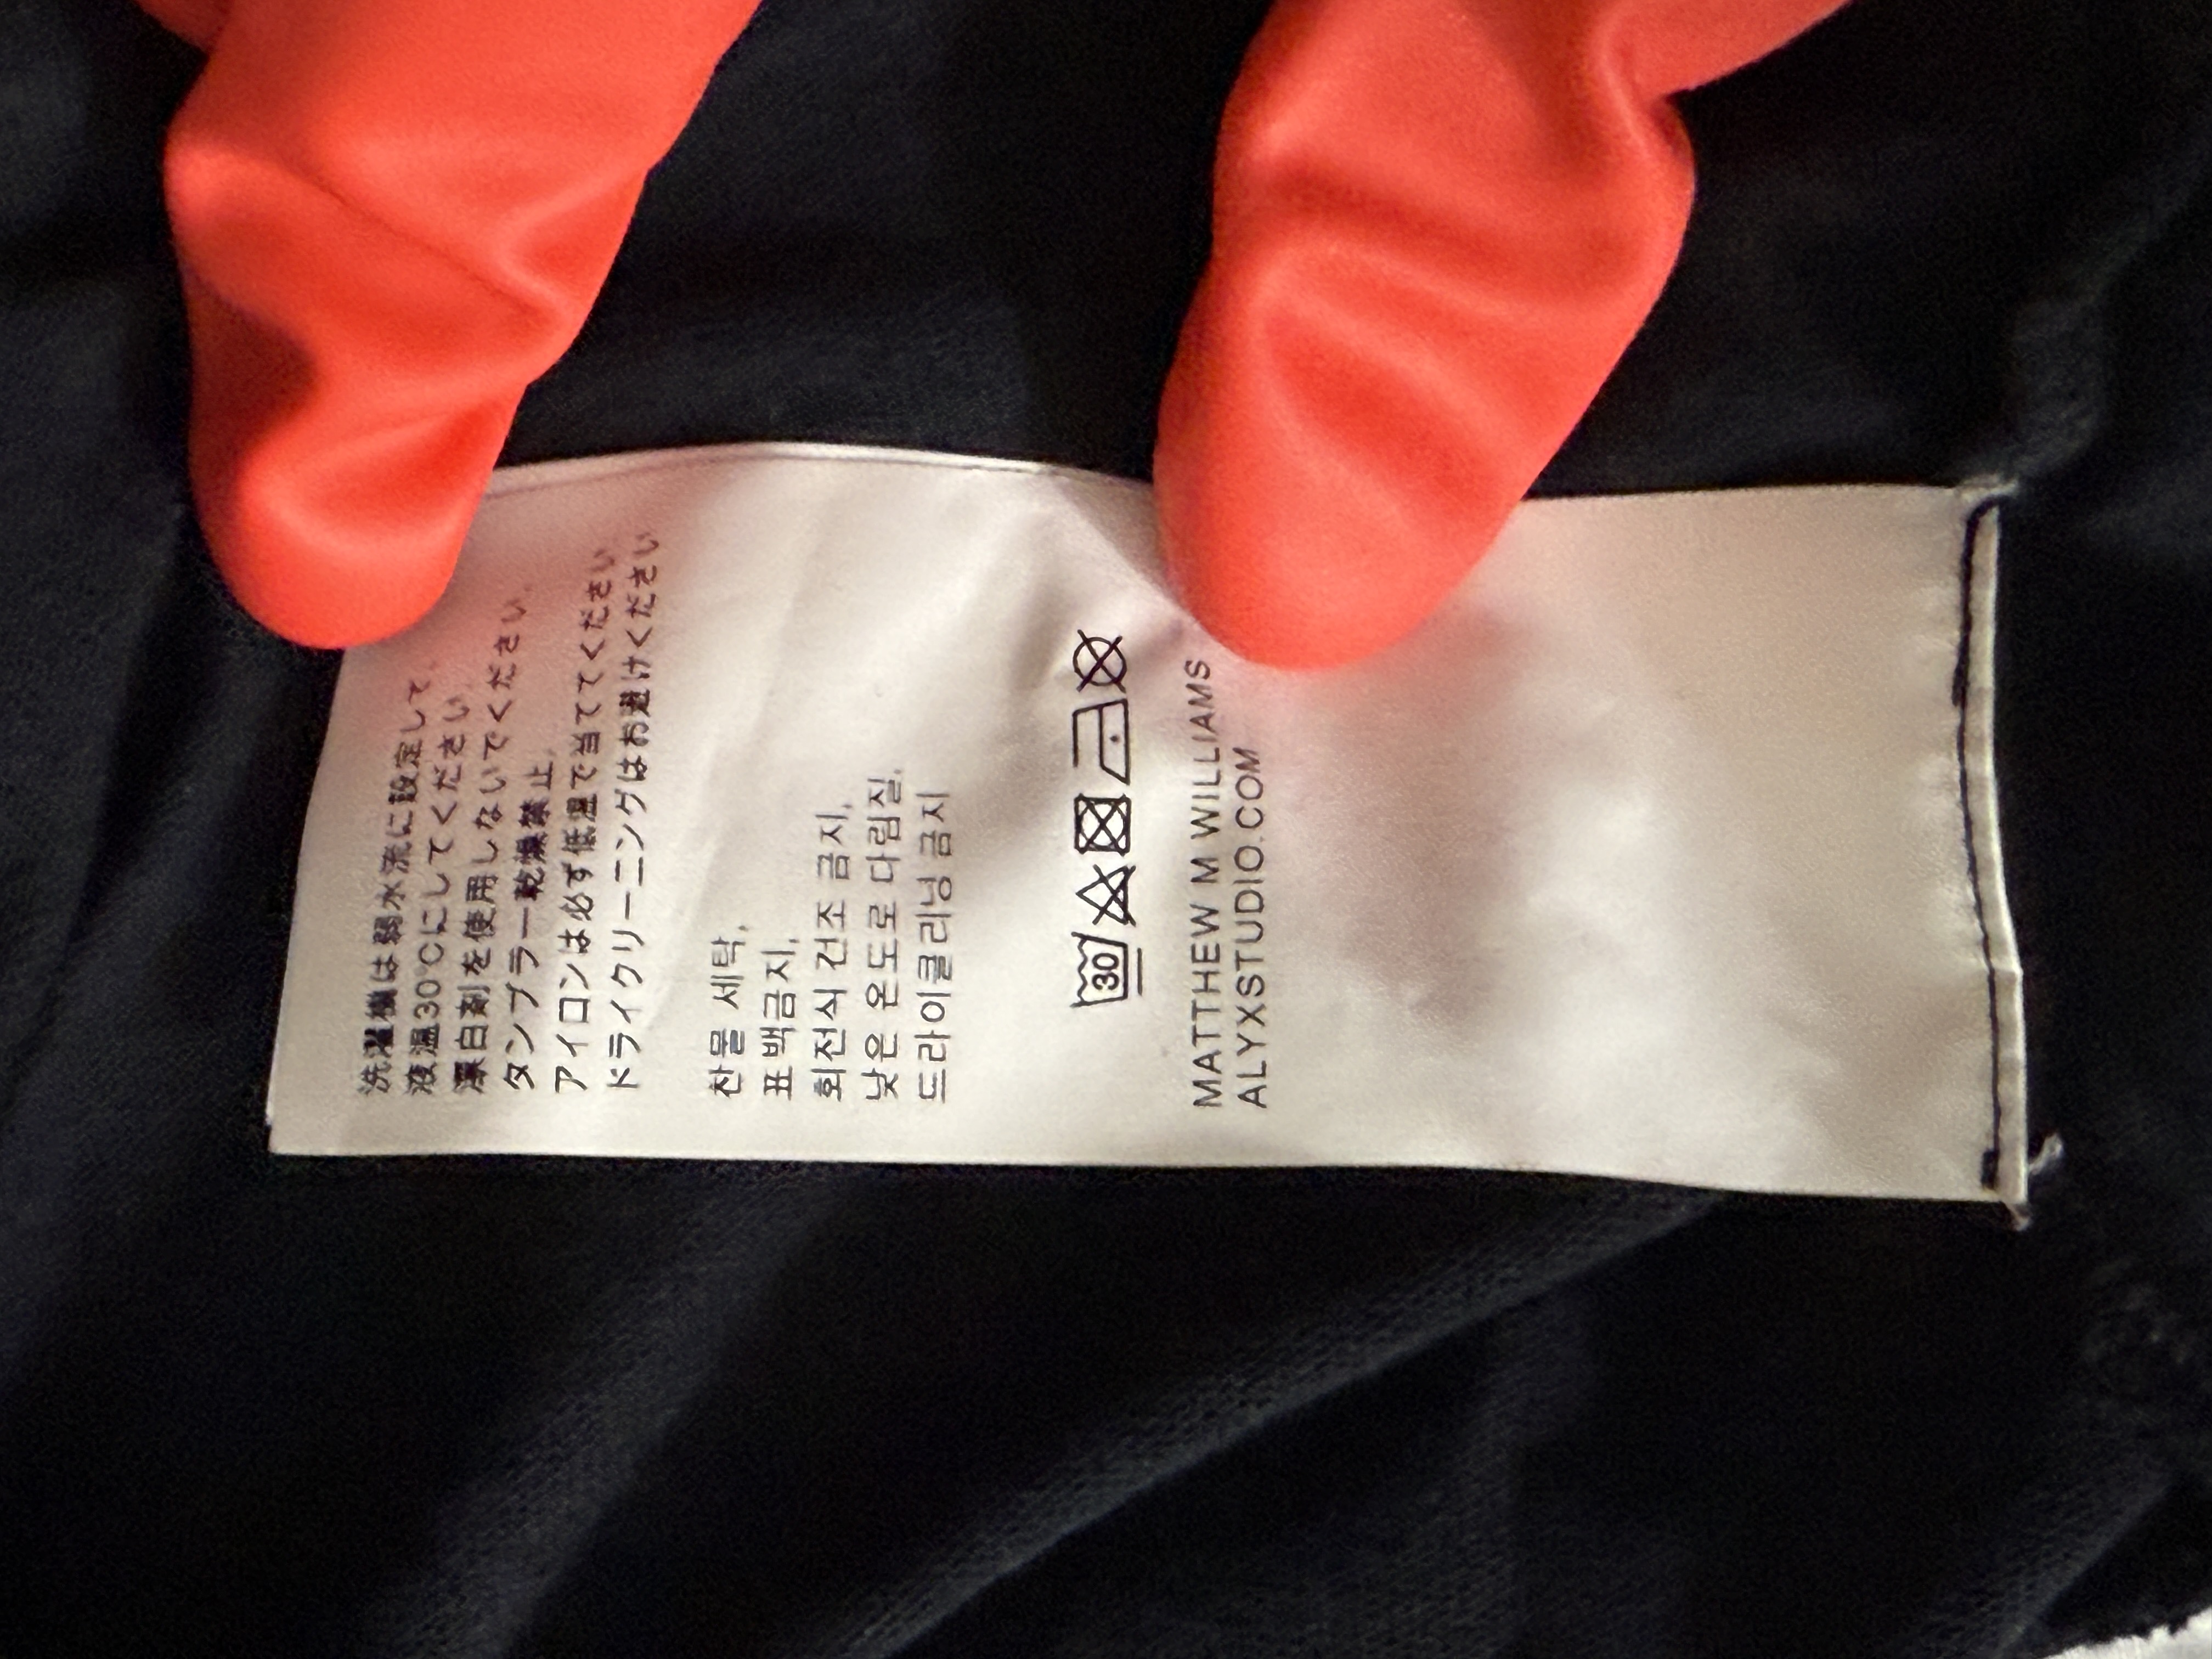 洗濯機は弱水流に設定して、
液温30℃にしてください。
漂白剤を使用しないでください。
タンブラー乾燥禁止。
アイロンは必ず低温で当ててください。
ドライクリーニングはお避けください
찬물 세탁,
표백금지,
회전식 건조 금지,
낮은 온도로 다림질,
드라이클리닝 금지
30
MATTHEW M WILLIAMS
ALYXSTUDIO.COM